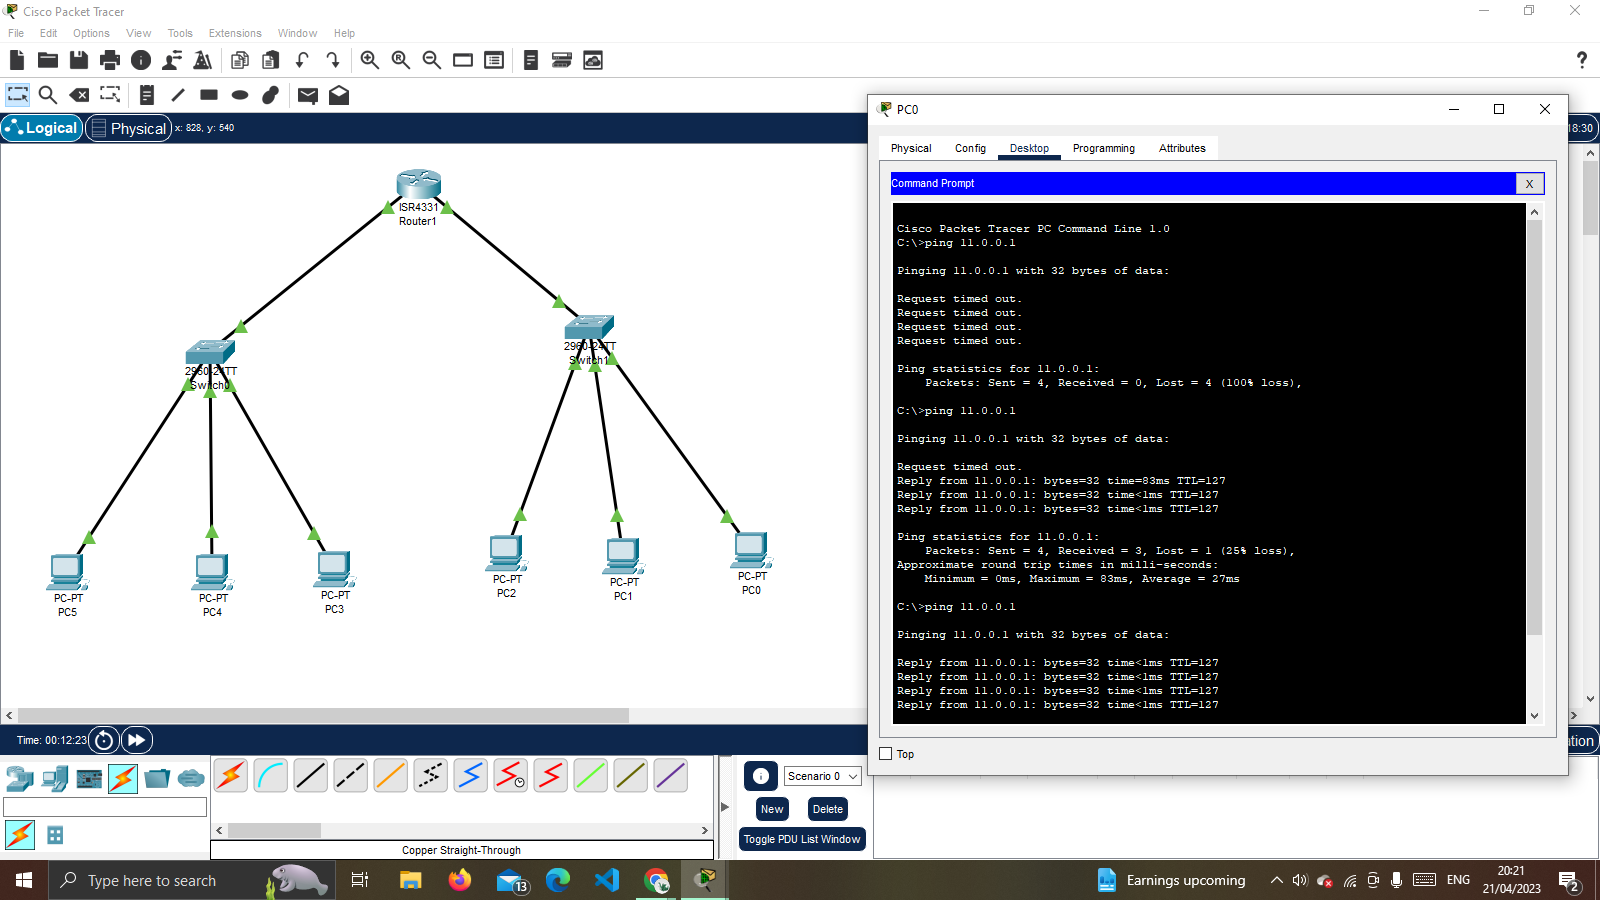 Cisco Packet Tracer
File Edit Options View Tools Extensions Window Help
Logical
Physical
x: 828, y: 540
18:30
ISR4331
Router1
2960-24TT
Switch0
2960-24TT
Switch1
PC-PT
PC5
PC-PT
PC4
PC-PT
PC3
PC-PT
PC2
PC-PT
PC1
PC-PT
PC0
PC0
Physical Config Desktop Programming Attributes
Command Prompt
X
Cisco Packet Tracer PC Command Line 1.0
C:\>ping 11.0.0.1
Pinging 11.0.0.1 with 32 bytes of data:
Request timed out.
Request timed out.
Request timed out.
Request timed out.
Ping statistics for 11.0.0.1:
Packets: Sent = 4, Received = 0, Lost = 4 (100% loss),
C:\>ping 11.0.0.1
Pinging 11.0.0.1 with 32 bytes of data:
Request timed out.
Reply from 11.0.0.1: bytes=32 time=83ms TTL=127
Reply from 11.0.0.1: bytes=32 time<1ms TTL=127
Reply from 11.0.0.1: bytes=32 time<1ms TTL=127
Ping statistics for 11.0.0.1:
Packets: Sent = 4, Received = 3, Lost = 1 (25% loss),
Approximate round trip times in milli-seconds:
Minimum = 0ms, Maximum = 83ms, Average = 27ms
C:\>ping 11.0.0.1
Pinging 11.0.0.1 with 32 bytes of data:
Reply from 11.0.0.1: bytes=32 time<1ms TTL=127
Reply from 11.0.0.1: bytes=32 time<1ms TTL=127
Reply from 11.0.0.1: bytes=32 time<1ms TTL=127
Reply from 11.0.0.1: bytes=32 time<1ms TTL=127
Top
Time: 00:12:23
tion
Scenario 0
New
Delete
Toggle PDU List Window
Copper Straight-Through
Type here to search
13
Earnings upcoming
ENG
20:21
21/04/2023
2